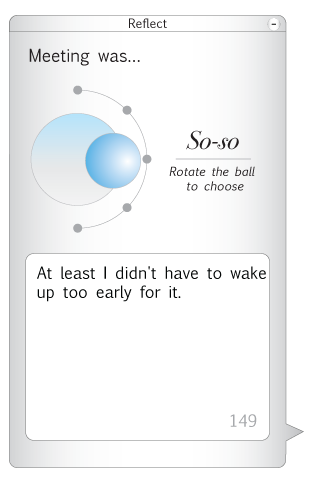 Reflect
Meeting was...
So-so
Rotate the ball
to choose
At least I didn't have to wake
up too early for it.
149